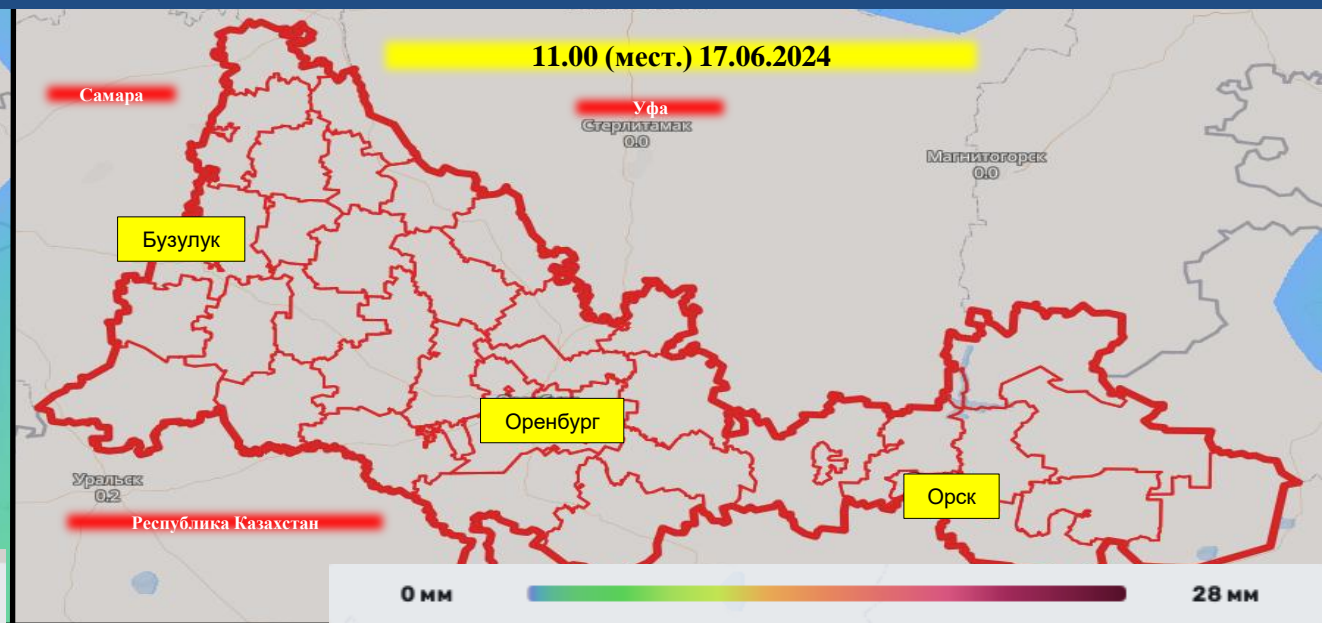 11.00 (мест.) 17.06.2024
Самара
Уфа
Стерлитамак
0.0
Магнитогорск
0.0
Бузулук
Оренбург
Уральск
0.2
Орск
Республика Казахстан
0 мм
28 мм